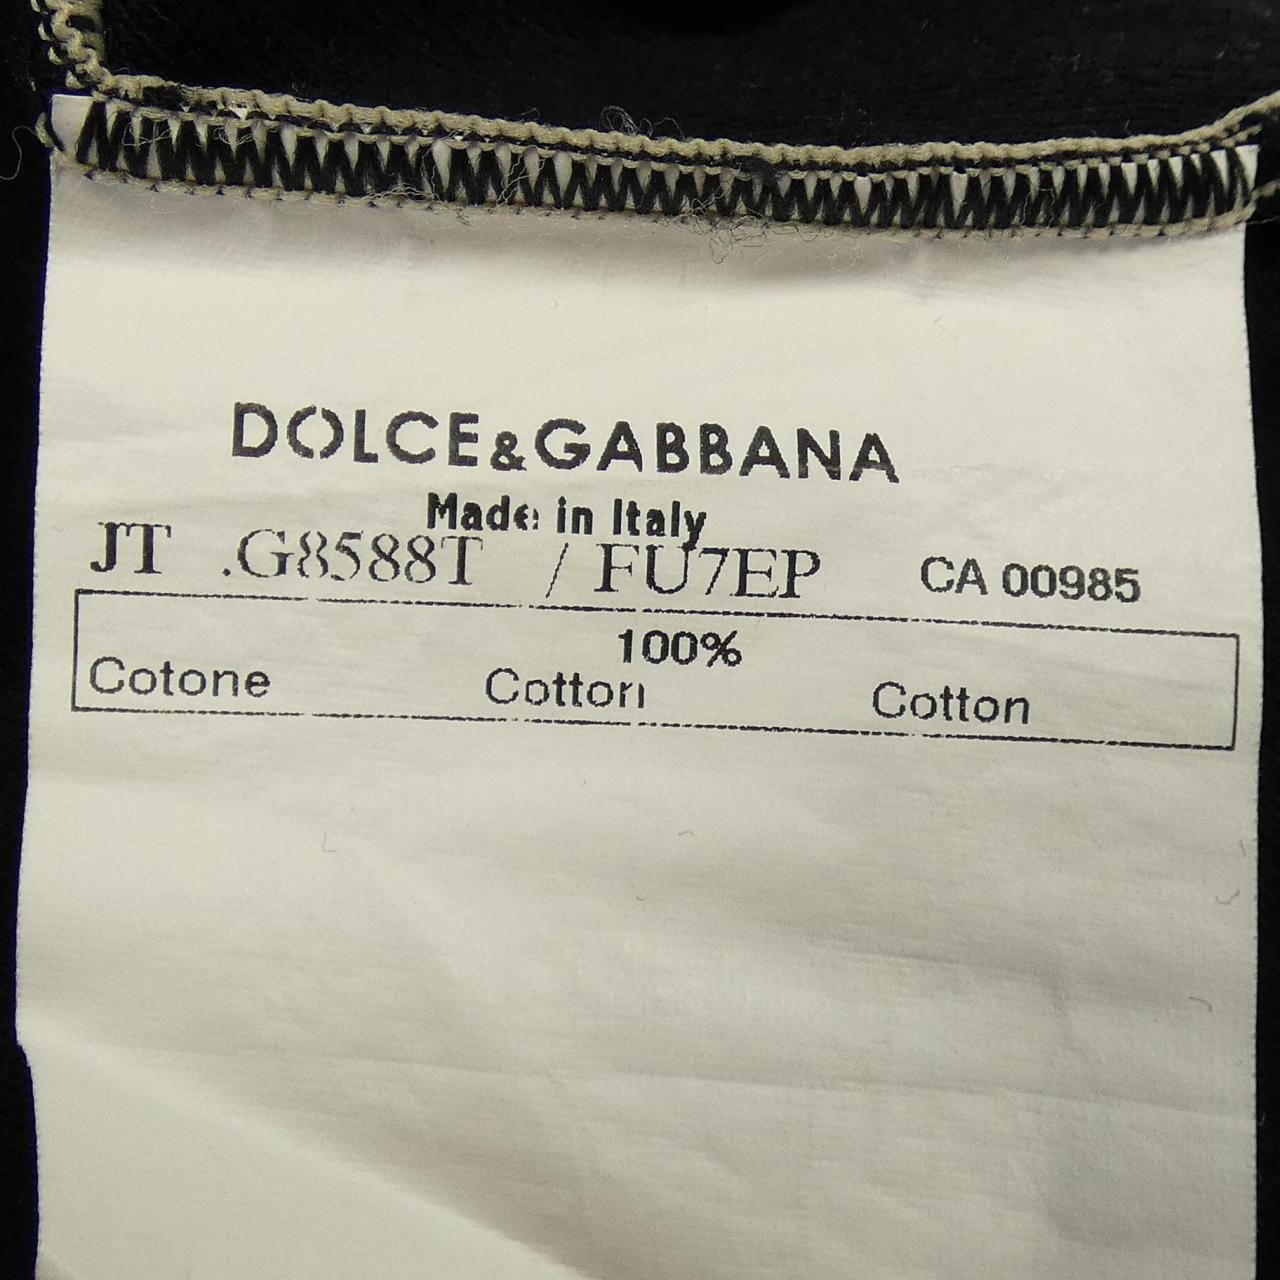 DOLCE&GABBANA
Made in Italy
JT .G8588T / FU7EP CA 00985
100%
Cotone Cotton Cotton